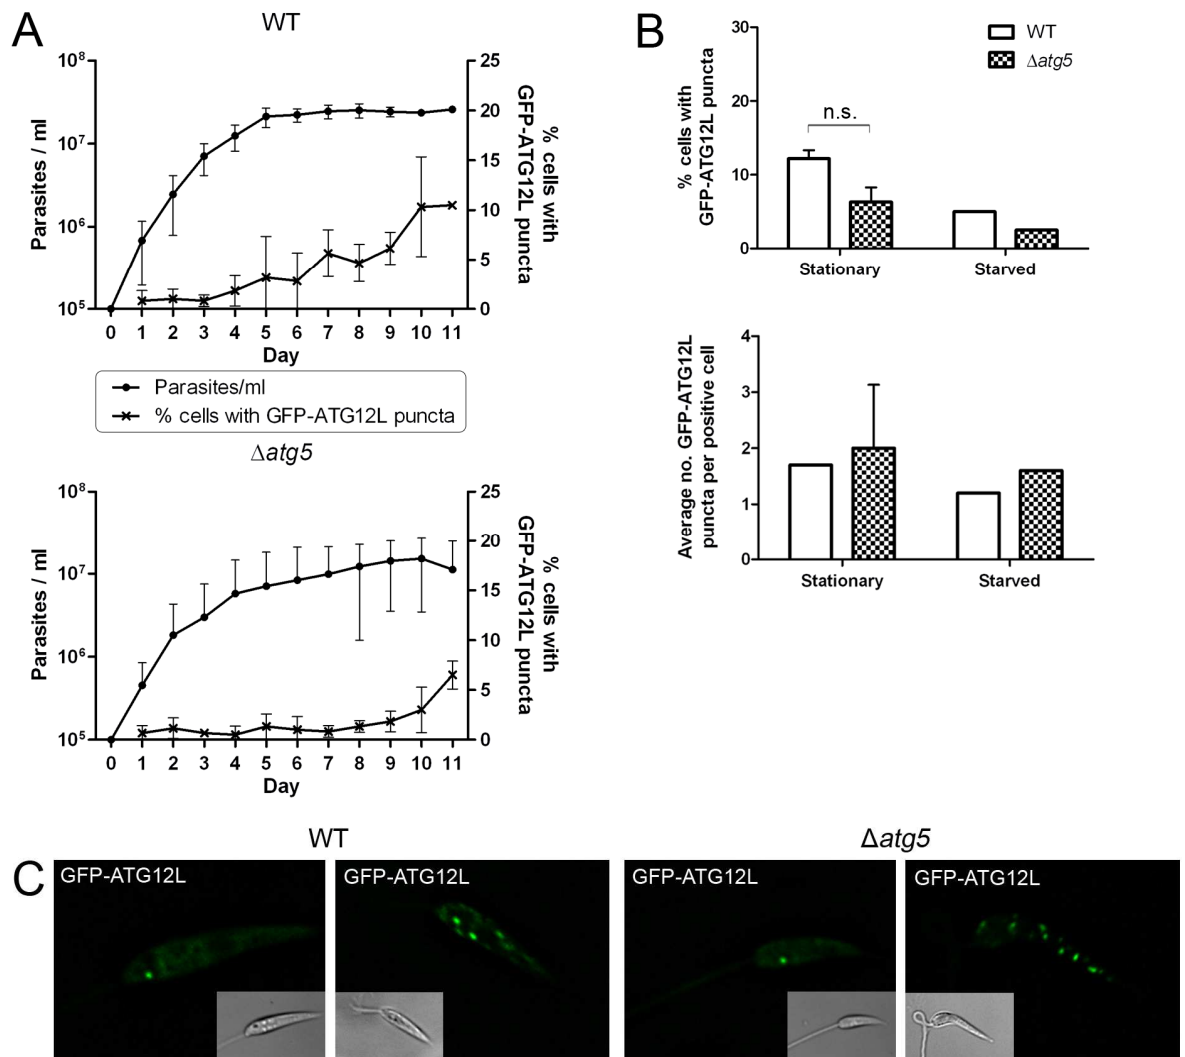 A
WT
10⁸
10⁷
10⁶
10⁵
Parasites / ml
25
20
15
10
5
0
% cells with
GFP-ATG12L puncta
0 1 2 3 4 5 6 7 8 9 10 11
Day
Parasites/ml
% cells with GFP-ATG12L puncta
Δatg5
10⁸
10⁷
10⁶
10⁵
Parasites / ml
25
20
15
10
5
0
% cells with
GFP-ATG12L puncta
0 1 2 3 4 5 6 7 8 9 10 11
Day
B
WT
Δatg5
% cells with
GFP-ATG12L puncta
30
20
10
0
n.s.
Stationary Starved
Average no. GFP-ATG12L
puncta per positive cell
4
3
2
1
0
Stationary Starved
C
WT
Δatg5
GFP-ATG12L
GFP-ATG12L
GFP-ATG12L
GFP-ATG12L